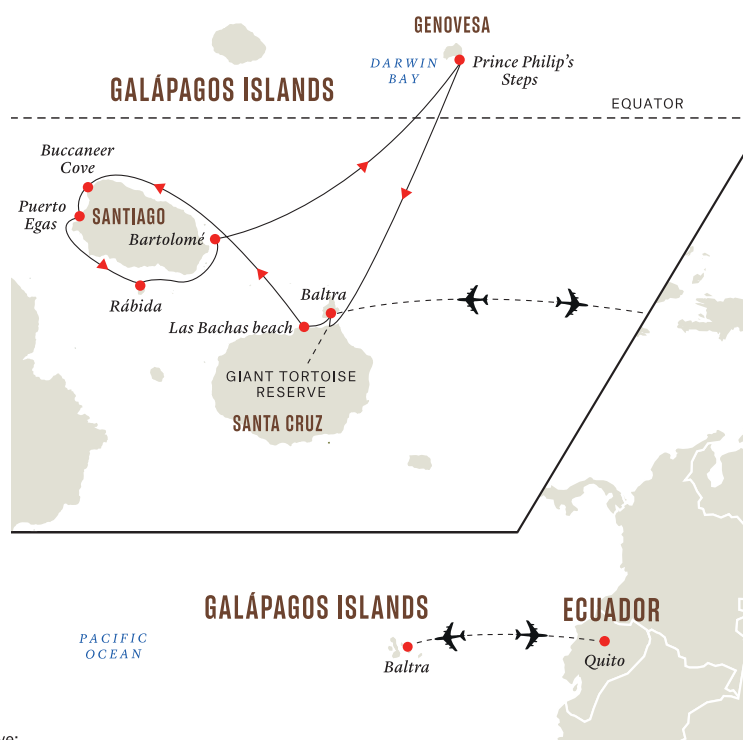 GENOVESA
DARWIN
BAY
Prince Philip's
Steps
GALÁPAGOS ISLANDS
EQUATOR
Buccaneer
Cove
Puerto
Egas
SANTIAGO
Bartolomé
Rábida
Baltra
Las Bachas beach
GIANT TORTOISE
RESERVE
SANTA CRUZ
GALÁPAGOS ISLANDS
ECUADOR
PACIFIC
OCEAN
Baltra
Quito